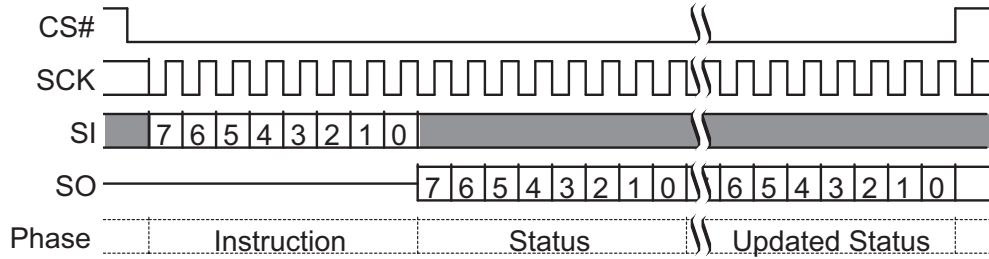 CS#
SCK
SI 7 6 5 4 3 2 1 0
SO 7 6 5 4 3 2 1 0 6 5 4 3 2 1 0
Phase Instruction Status Updated Status